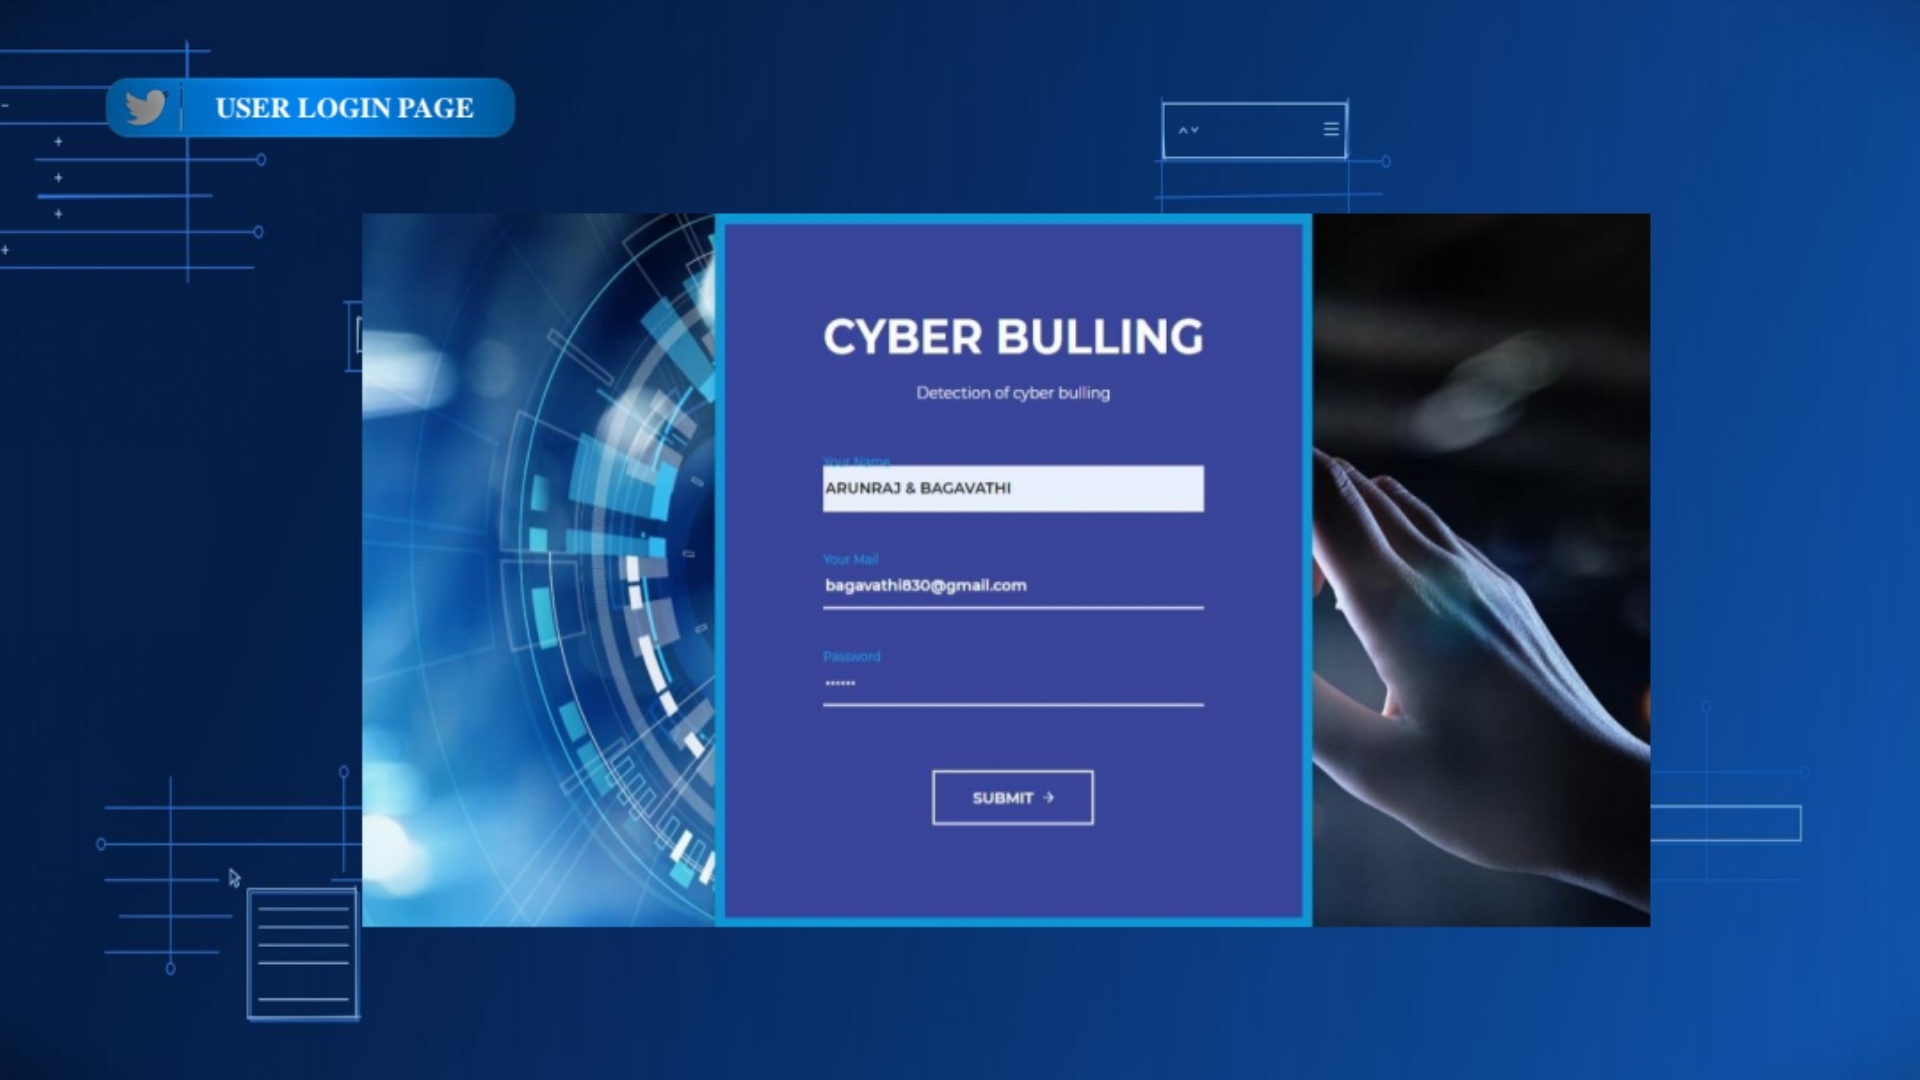 USER LOGIN PAGE
CYBER BULLING
Detection of cyber bulling
Your Name
ARUNRAJ & BAGAVATHI
Your Mail
bagavathi830@gmail.com
Password
••••••
SUBMIT →